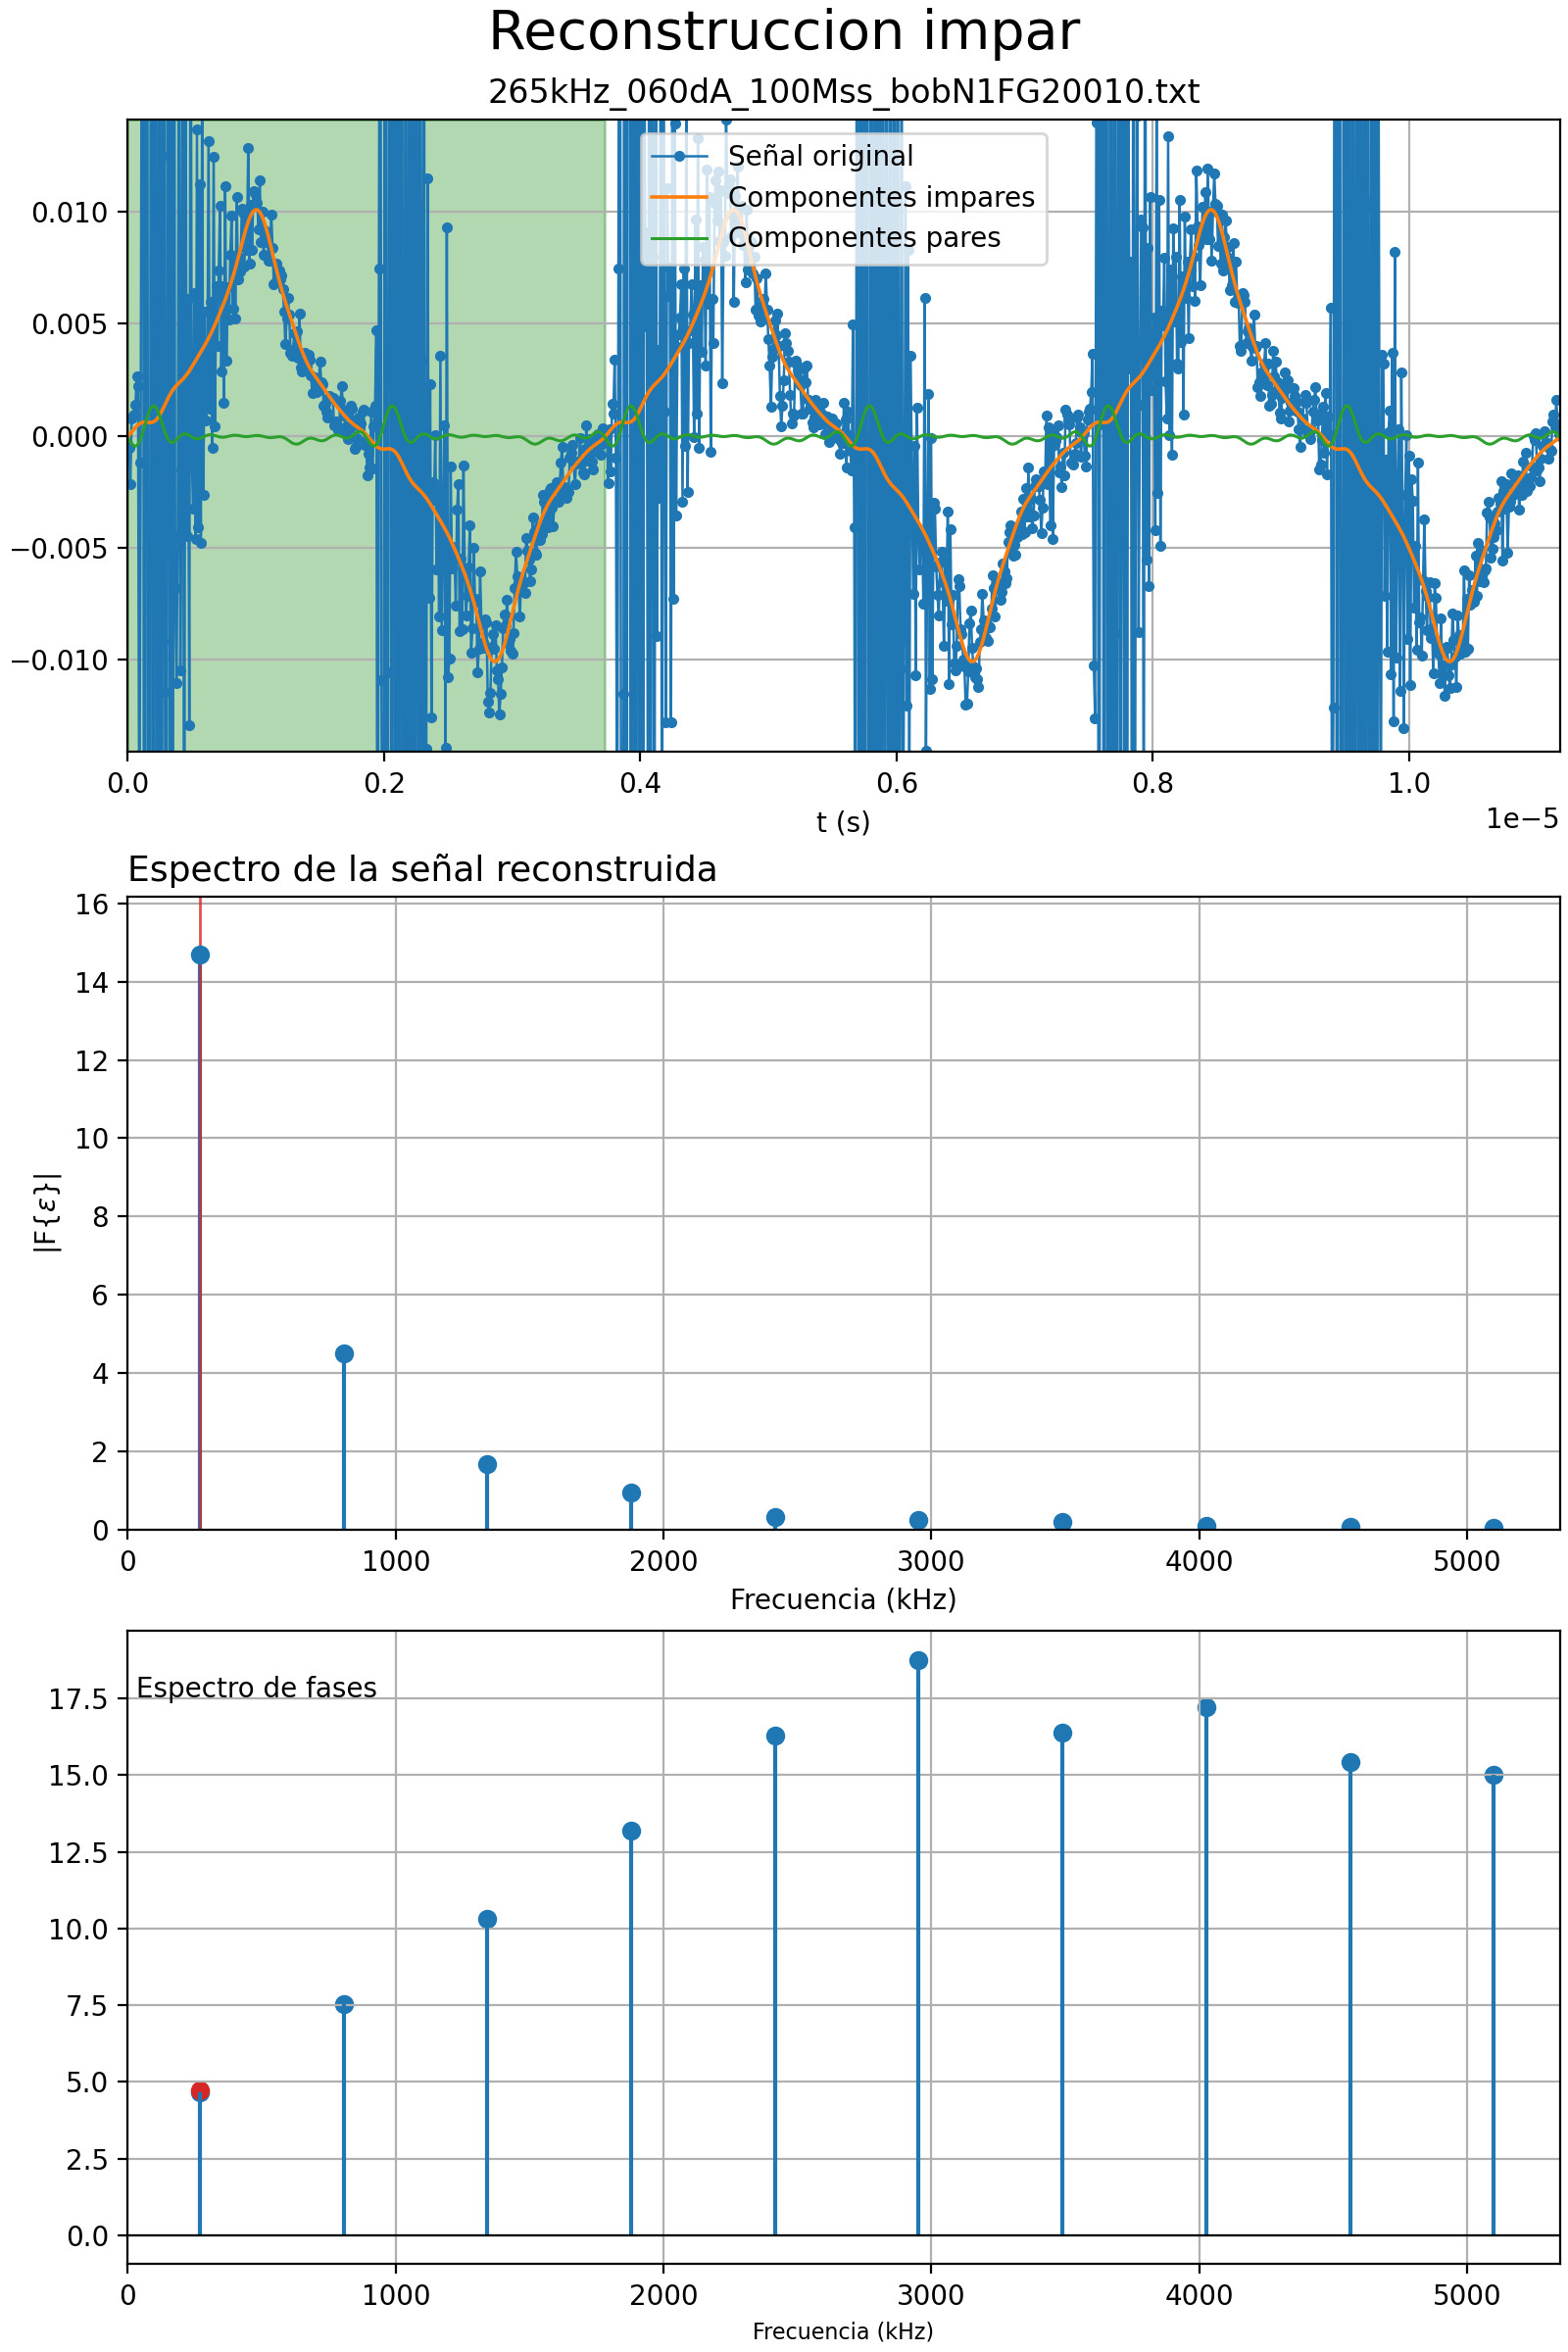 Reconstruccion impar
265kHz_060dA_100Mss_bobN1FG20010.txt
Señal original
Componentes impares
Componentes pares
0.010
0.005
0.000
−0.005
−0.010
0.0 0.2 0.4 0.6 0.8 1.0
t (s)
1e−5
Espectro de la señal reconstruida
16
14
12
10
8
6
4
2
0
|F{ε}|
0 1000 2000 3000 4000 5000
Frecuencia (kHz)
Espectro de fases
17.5
15.0
12.5
10.0
7.5
5.0
2.5
0.0
0 1000 2000 3000 4000 5000
Frecuencia (kHz)